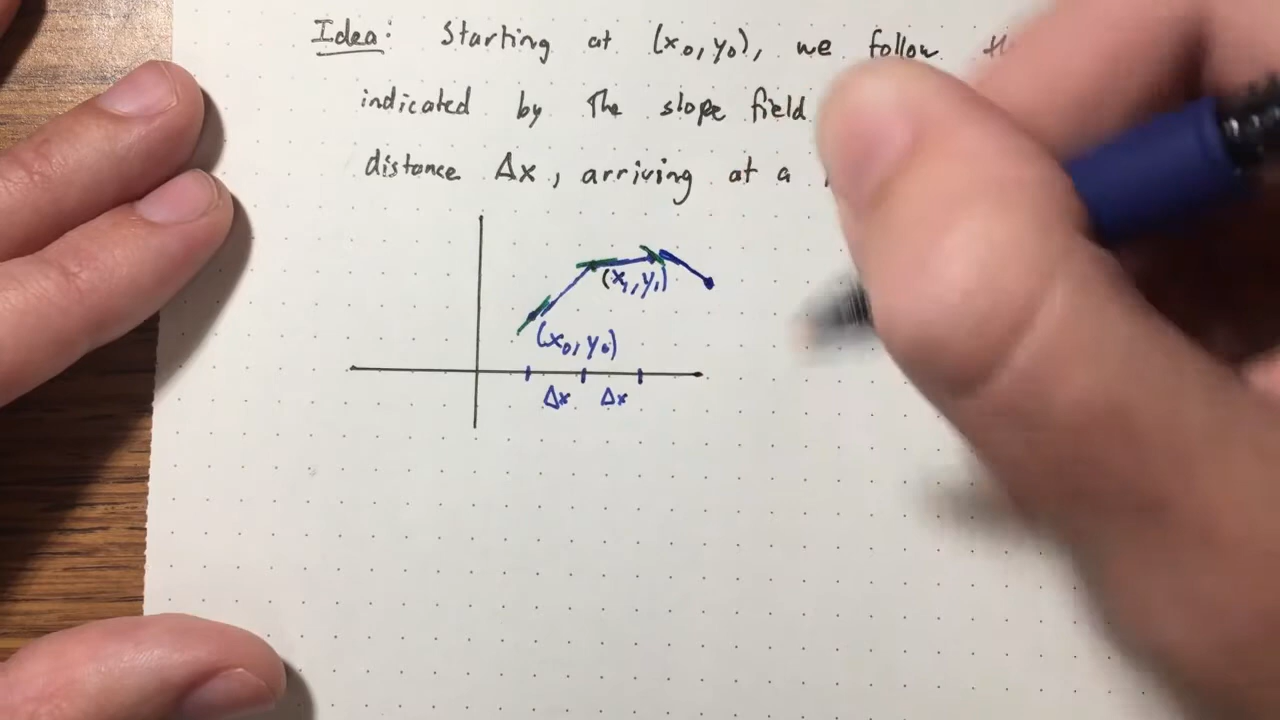 Idea: Starting at (x₀, y₀), we follow
indicated by the slope field
distance Δx, arriving at a
(x₁, y₁)
(x₀, y₀)
Δx Δx